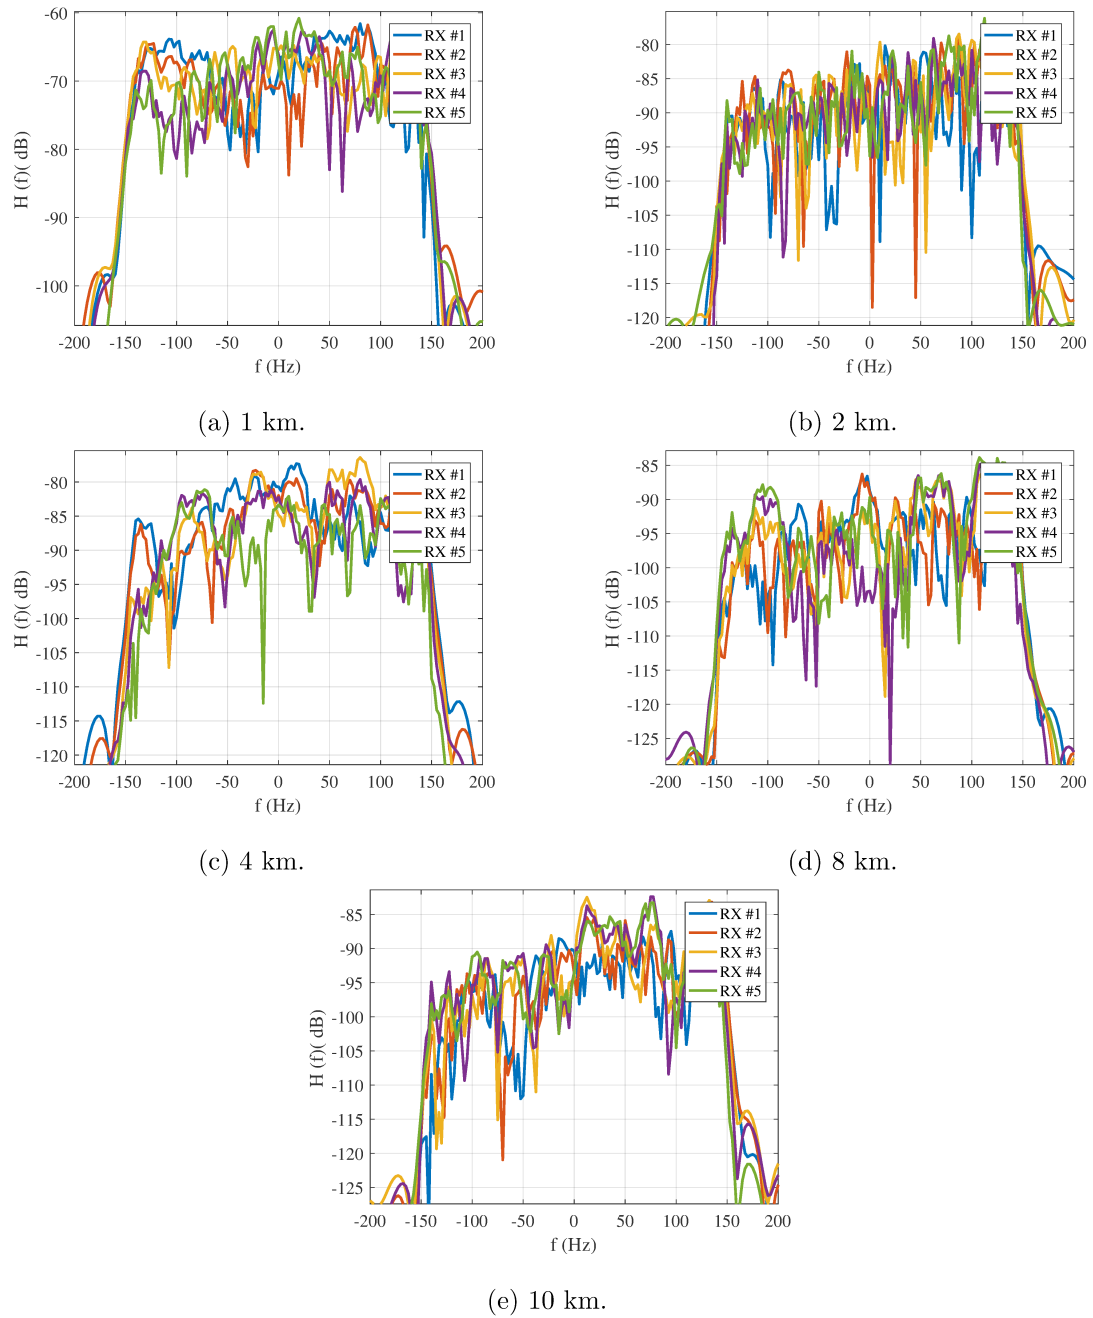 -60
-70
-80
-90
-100
H (f)( dB)
-200 -150 -100 -50 0 50 100 150 200
f (Hz)
RX #1
RX #2
RX #3
RX #4
RX #5
(a) 1 km.
-80
-85
-90
-95
-100
-105
-110
-115
-120
H (f)( dB)
-200 -150 -100 -50 0 50 100 150 200
f (Hz)
RX #1
RX #2
RX #3
RX #4
RX #5
(b) 2 km.
-80
-85
-90
-95
-100
-105
-110
-115
-120
H (f)( dB)
-200 -150 -100 -50 0 50 100 150 200
f (Hz)
RX #1
RX #2
RX #3
RX #4
RX #5
(c) 4 km.
-85
-90
-95
-100
-105
-110
-115
-120
-125
H (f)( dB)
-200 -150 -100 -50 0 50 100 150 200
f (Hz)
RX #1
RX #2
RX #3
RX #4
RX #5
(d) 8 km.
-85
-90
-95
-100
-105
-110
-115
-120
-125
H (f)( dB)
-200 -150 -100 -50 0 50 100 150 200
f (Hz)
RX #1
RX #2
RX #3
RX #4
RX #5
(e) 10 km.